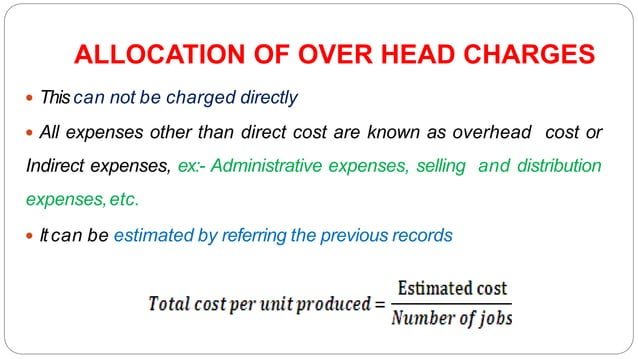 ALLOCATION OF OVER HEAD CHARGES
• This can not be charged directly
• All expenses other than direct cost are known as overhead cost or
Indirect expenses, ex:- Administrative expenses, selling and distribution
expenses, etc.
• It can be estimated by referring the previous records
Total cost per unit produced = Estimated cost / Number of jobs